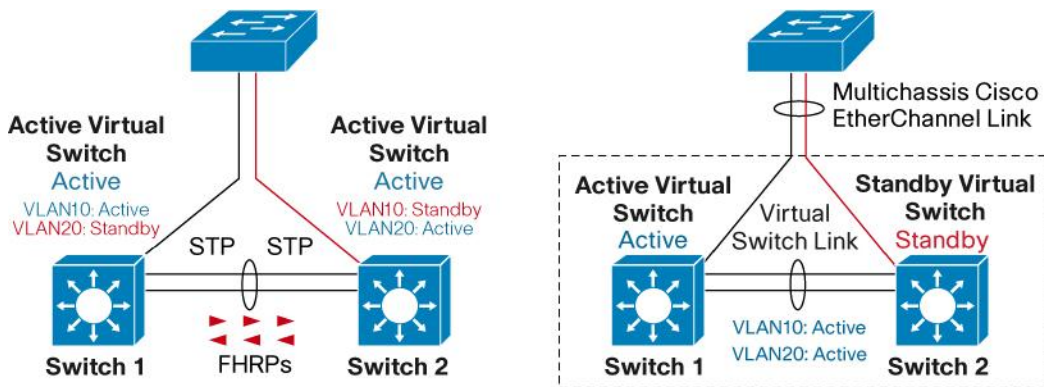 Active Virtual
Switch
Active
VLAN10: Active
VLAN20: Standby
Active Virtual
Switch
Active
VLAN10: Standby
VLAN20: Active
STP
STP
FHRPs
Switch 1
Switch 2
Multichassis Cisco
EtherChannel Link
Active Virtual
Switch
Active
Virtual
Switch Link
Standby Virtual
Switch
Standby
VLAN10: Active
VLAN20: Active
Switch 1
Switch 2